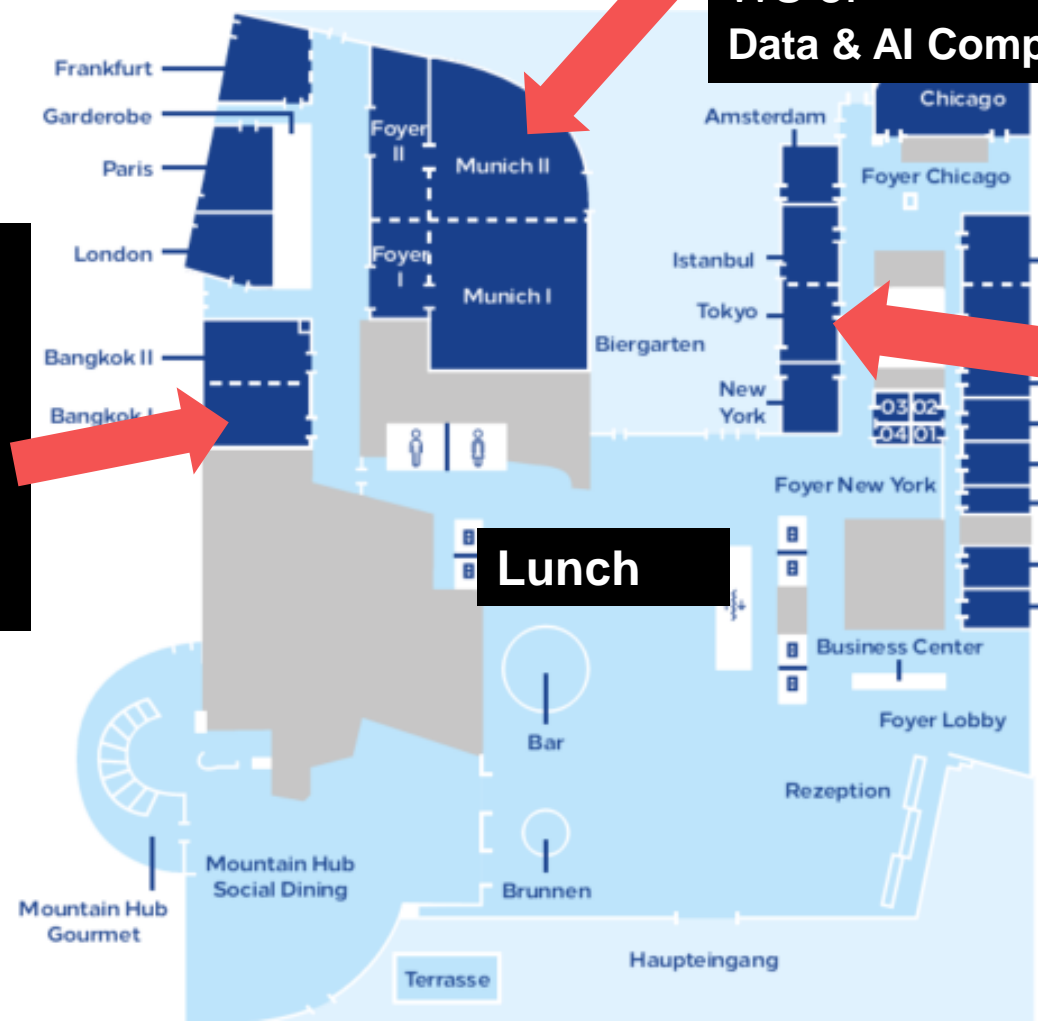 Data & AI Comp
Frankfurt
Garderobe
Paris
London
Bangkok II
Foyer
II
Foyer
I
Munich II
Munich I
Biergarten
Amsterdam
Istanbul
Tokyo
New
York
Chicago
Foyer Chicago
03 02
04 01
Foyer New York
Lunch
Business Center
Foyer Lobby
Bar
Rezeption
Brunnen
Mountain Hub
Social Dining
Mountain Hub
Gourmet
Haupteingang
Terrasse